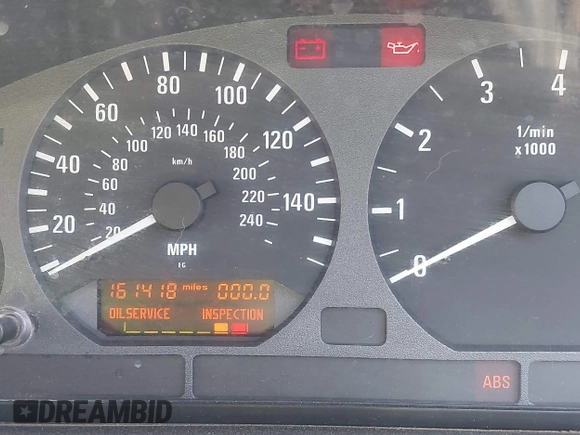 20 40 60 80 100 120 140
20 40 60 80 100 120 140 160 180 200 220 240
km/h
MPH
161418 miles 000.0
OILSERVICE INSPECTION
0 1 2 3 4
1/min
x 1000
ABS
DREAMBID